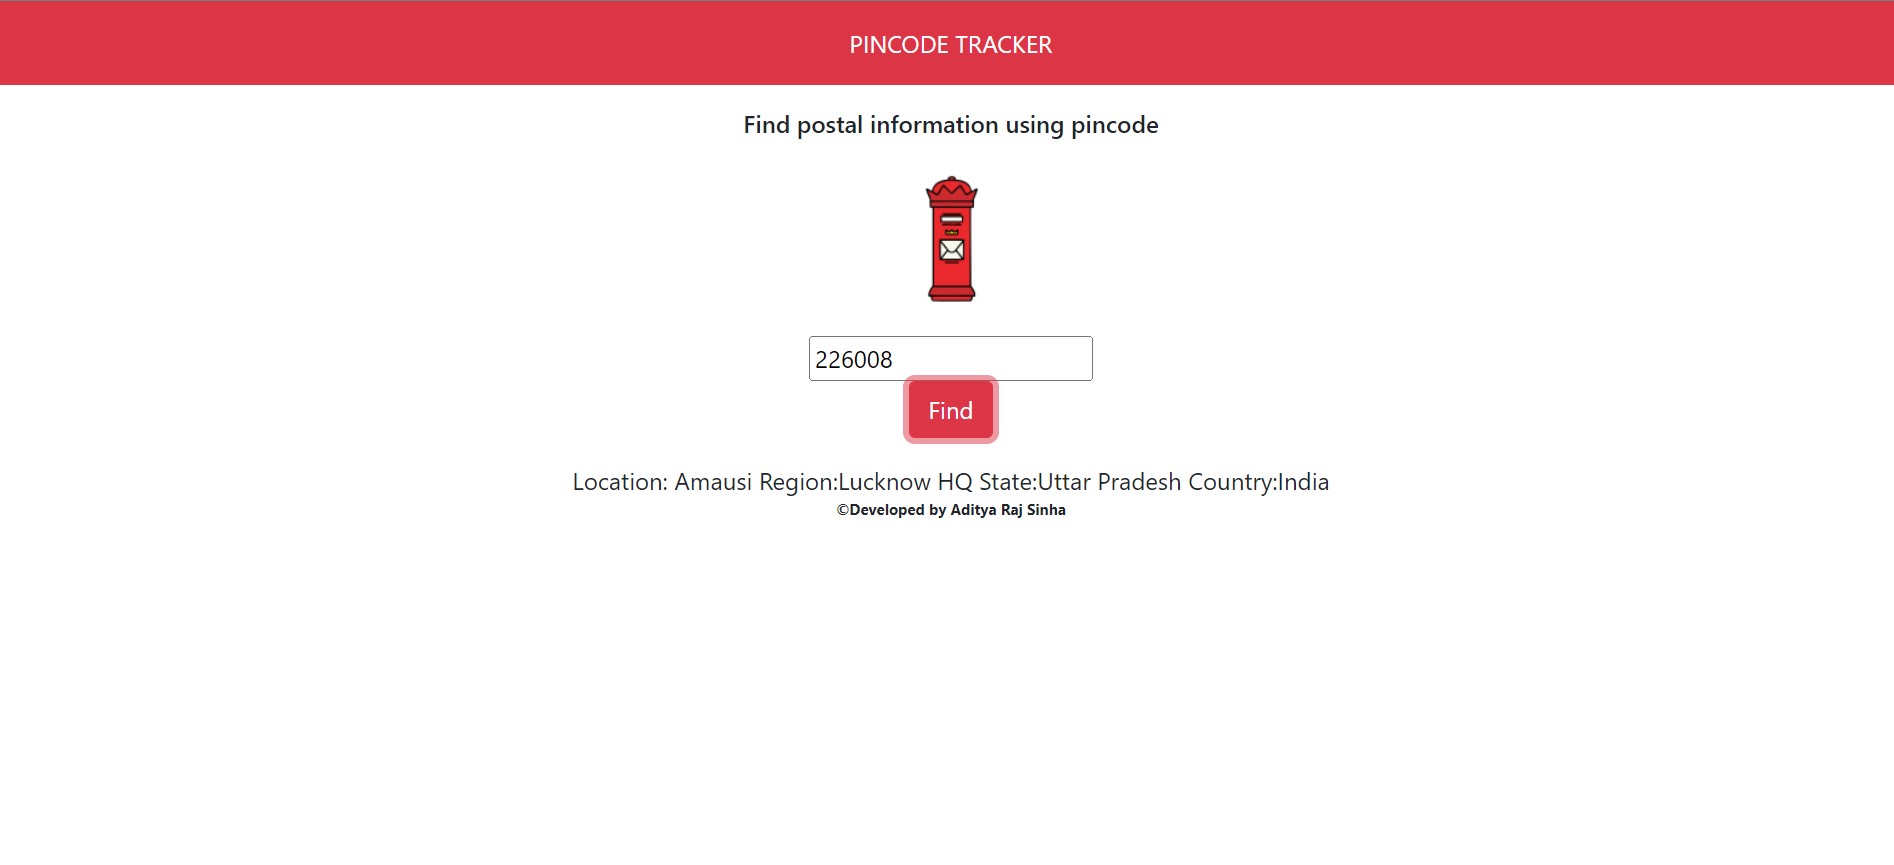 PINCODE TRACKER
Find postal information using pincode
226008
Find
Location: Amausi Region:Lucknow HQ State:Uttar Pradesh Country:India
©Developed by Aditya Raj Sinha